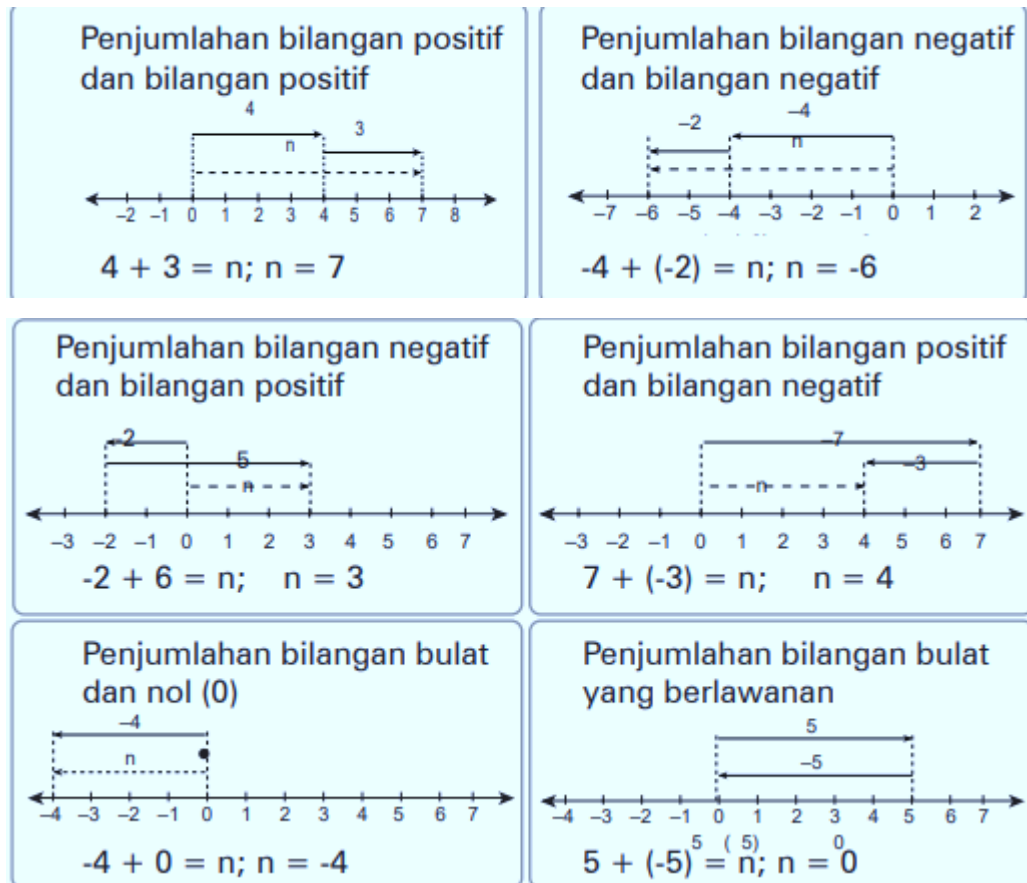 Penjumlahan bilangan positif
dan bilangan positif
4
3
n
–2 –1 0 1 2 3 4 5 6 7 8
4 + 3 = n; n = 7
Penjumlahan bilangan negatif
dan bilangan negatif
–4
–2
n
–7 –6 –5 –4 –3 –2 –1 0 1 2
-4 + (-2) = n; n = -6
Penjumlahan bilangan negatif
dan bilangan positif
–2
5
n
–3 –2 –1 0 1 2 3 4 5 6 7
-2 + 6 = n; n = 3
Penjumlahan bilangan positif
dan bilangan negatif
–7
–3
n
–3 –2 –1 0 1 2 3 4 5 6 7
7 + (-3) = n; n = 4
Penjumlahan bilangan bulat
dan nol (0)
–4
n
–4 –3 –2 –1 0 1 2 3 4 5 6 7
-4 + 0 = n; n = -4
Penjumlahan bilangan bulat
yang berlawanan
5
–5
–4 –3 –2 –1 0 1 2 3 4 5 6 7
5 ( 5) 0
5 + (-5) = n; n = 0